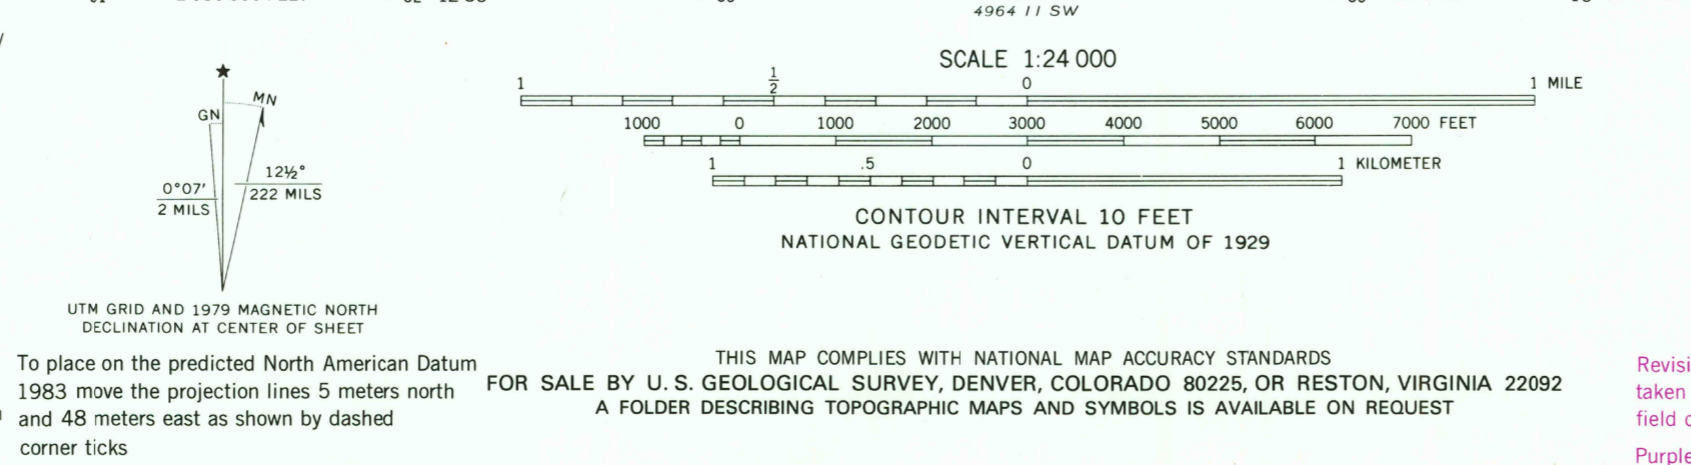 4964 II SW
SCALE 1:24 000
1 ½ 0 1 MILE
1000 0 1000 2000 3000 4000 5000 6000 7000 FEET
1 .5 0 1 KILOMETER
CONTOUR INTERVAL 10 FEET
NATIONAL GEODETIC VERTICAL DATUM OF 1929
★
MN
GN
12½°
222 MILS
0°07′
2 MILS
UTM GRID AND 1979 MAGNETIC NORTH
DECLINATION AT CENTER OF SHEET
To place on the predicted North American Datum
1983 move the projection lines 5 meters north
and 48 meters east as shown by dashed
corner ticks
THIS MAP COMPLIES WITH NATIONAL MAP ACCURACY STANDARDS
FOR SALE BY U. S. GEOLOGICAL SURVEY, DENVER, COLORADO 80225, OR RESTON, VIRGINIA 22092
A FOLDER DESCRIBING TOPOGRAPHIC MAPS AND SYMBOLS IS AVAILABLE ON REQUEST
Revisi
taken
field
Purple